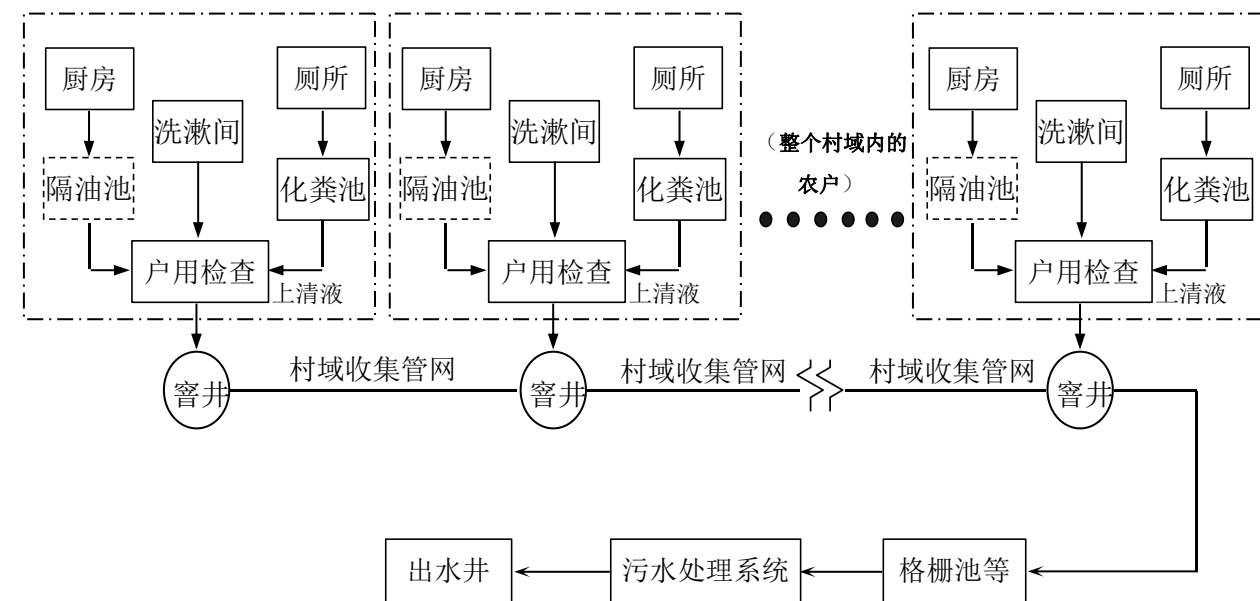 厨房
厕所
洗漱间
隔油池
化粪池
户用检查
上清液
厨房
厕所
洗漱间
隔油池
化粪池
户用检查
上清液
（整个村域内的
农户）
厨房
厕所
洗漱间
隔油池
化粪池
户用检查
上清液
窨井
村域收集管网
窨井
村域收集管网
村域收集管网
窨井
出水井
污水处理系统
格栅池等